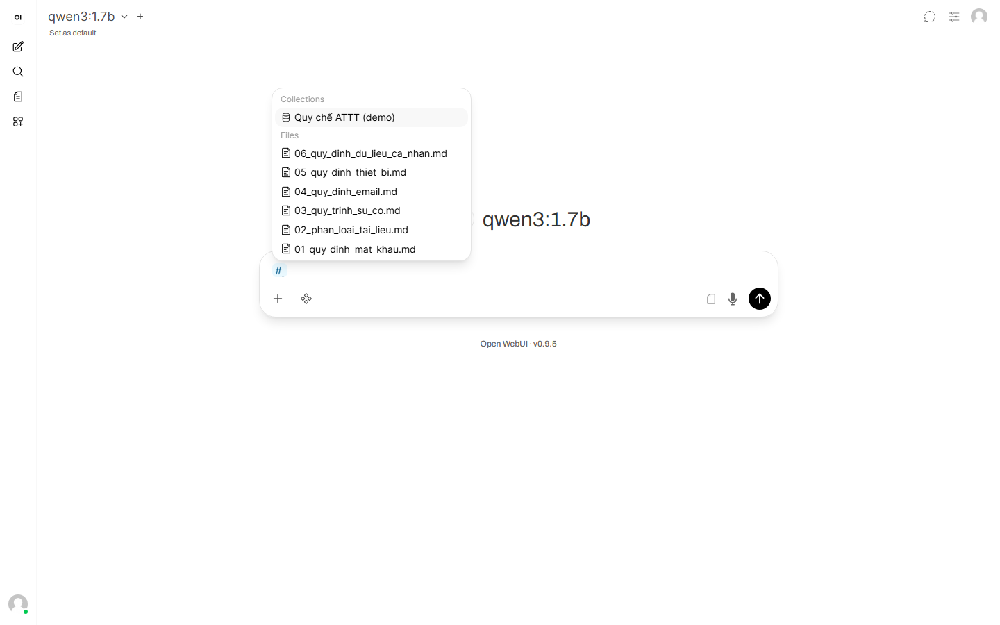 OI
qwen3:1.7b
Set as default
Collections
Quy chế ATTT (demo)
Files
06_quy_dinh_du_lieu_ca_nhan.md
05_quy_dinh_thiet_bi.md
04_quy_dinh_email.md
03_quy_trinh_su_co.md
02_phan_loai_tai_lieu.md
01_quy_dinh_mat_khau.md
qwen3:1.7b
#
Open WebUI · v0.9.5